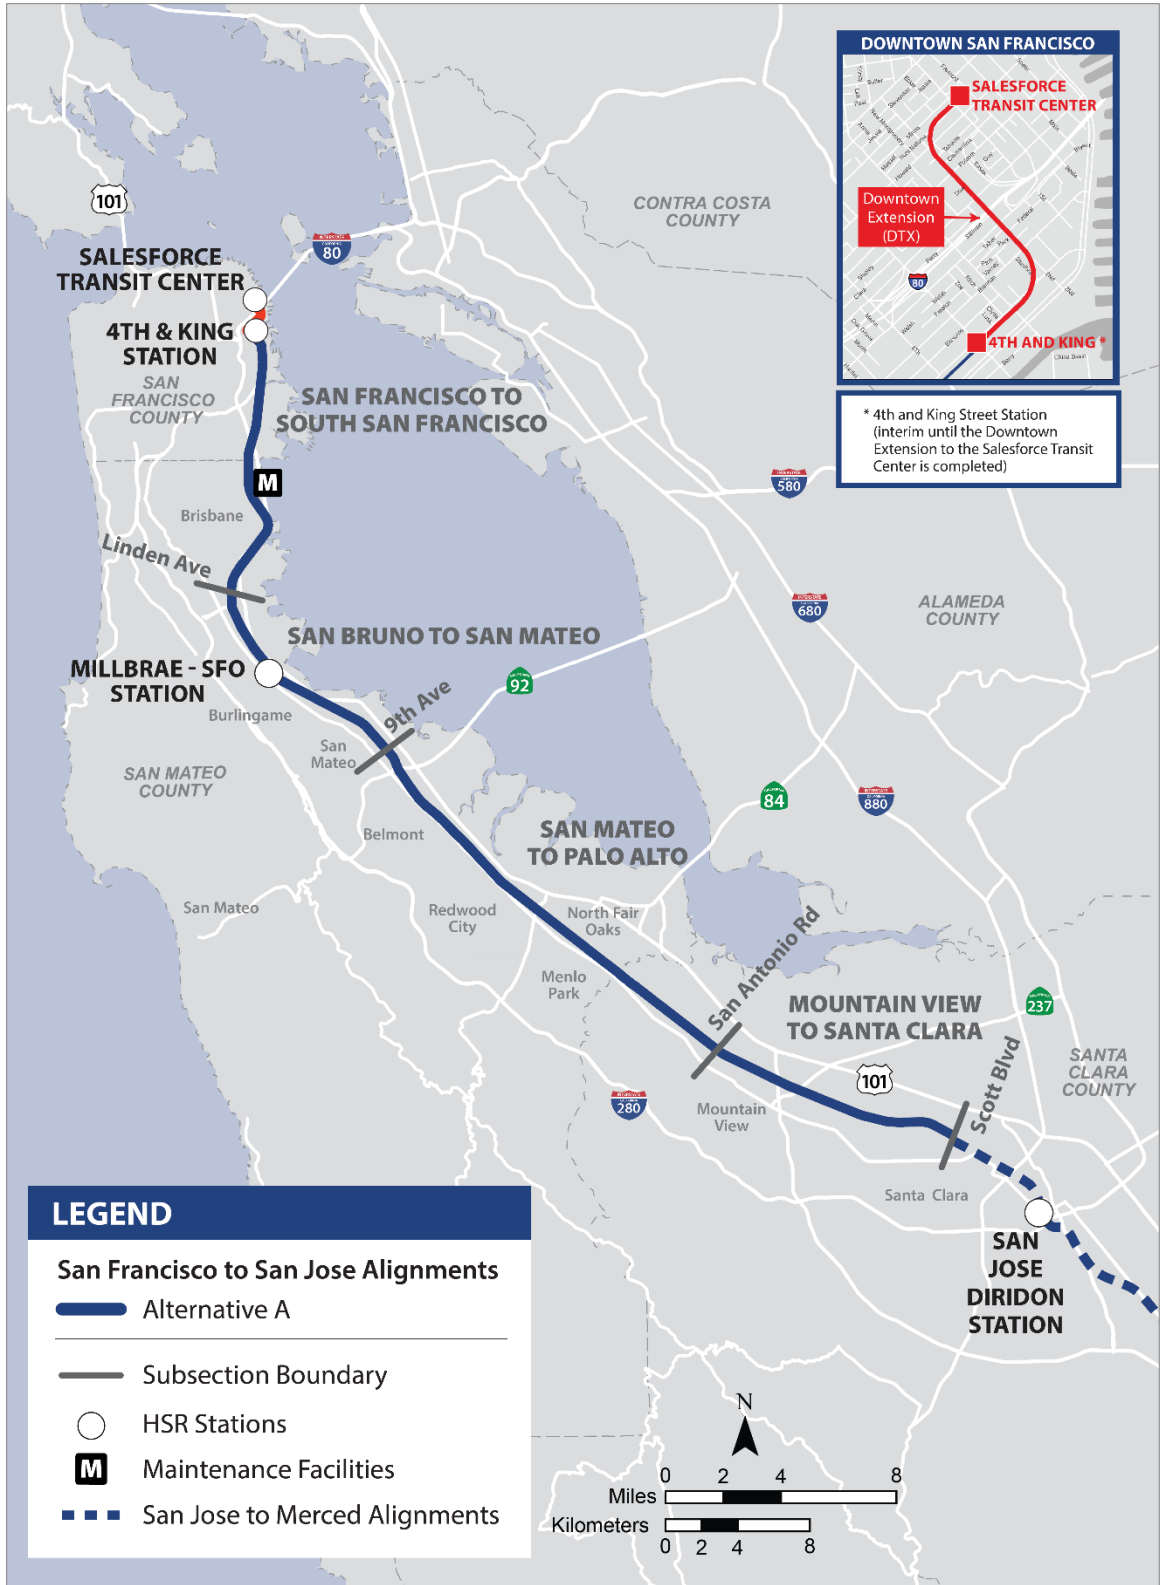 DOWNTOWN SAN FRANCISCO
SALESFORCE
TRANSIT CENTER
Downtown
Extension
(DTX)
80
4TH AND KING *
* 4th and King Street Station
(interim until the Downtown
Extension to the Salesforce Transit
Center is completed)
101
SALESFORCE
TRANSIT CENTER
INTERSTATE
CALIFORNIA
80
CONTRA COSTA
COUNTY
4TH & KING
STATION
SAN
FRANCISCO
COUNTY
SAN FRANCISCO TO
SOUTH SAN FRANCISCO
M
580
Brisbane
Linden Ave
680
ALAMEDA
COUNTY
SAN BRUNO TO SAN MATEO
MILLBRAE - SFO
STATION
92
9th Ave
Burlingame
San
Mateo
SAN MATEO
COUNTY
84
880
Belmont
SAN MATEO
TO PALO ALTO
San Mateo
Redwood
City
North Fair
Oaks
San Antonio Rd
Menlo
Park
MOUNTAIN VIEW
TO SANTA CLARA
237
Scott Blvd
SANTA
CLARA
COUNTY
101
280
Mountain
View
Santa Clara
SAN
JOSE
DIRIDON
STATION
LEGEND
San Francisco to San Jose Alignments
Alternative A
Subsection Boundary
HSR Stations
M
Maintenance Facilities
San Jose to Merced Alignments
N
0 2 4 8
Miles
Kilometers
0 2 4 8